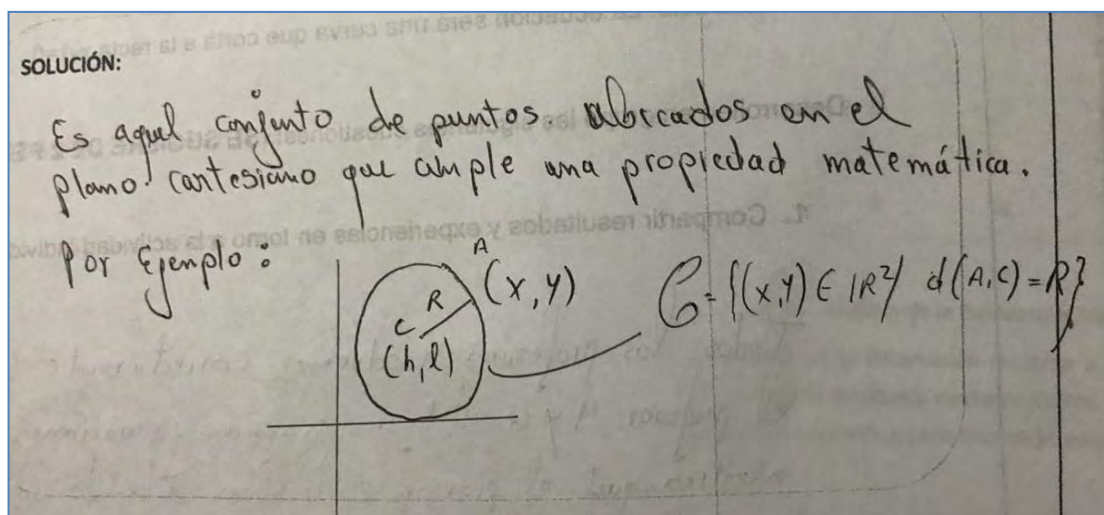 SOLUCIÓN:
Es aquel conjunto de puntos ubicados en el
plano cartesiano que cumple una propiedad matemática.
Por Ejemplo:
A
(x, y)
R
C
(h, l)
C = {(x, y) ∈ ℝ² / d(A, C) = R}